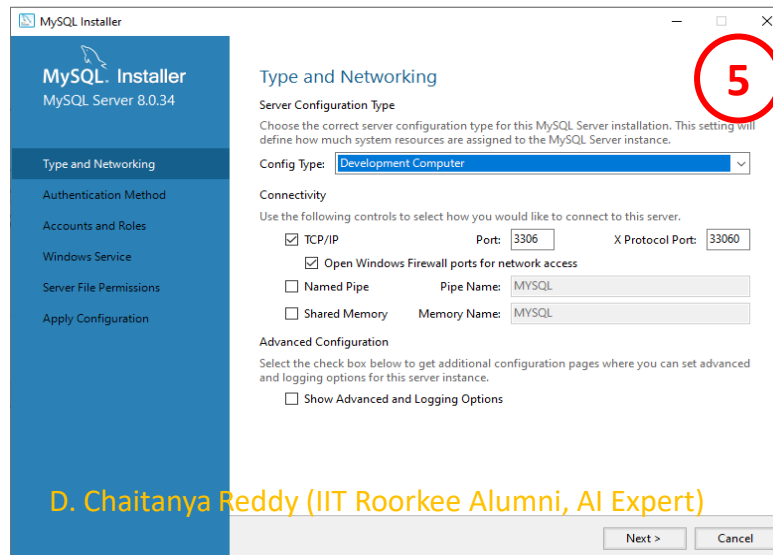 MySQL Installer
MySQL. Installer
MySQL Server 8.0.34
Type and Networking
Authentication Method
Accounts and Roles
Windows Service
Server File Permissions
Apply Configuration
Type and Networking
5
Server Configuration Type
Choose the correct server configuration type for this MySQL Server installation. This setting will
define how much system resources are assigned to the MySQL Server instance.
Config Type: Development Computer
Connectivity
Use the following controls to select how you would like to connect to this server.
TCP/IP Port: 3306 X Protocol Port: 33060
Open Windows Firewall ports for network access
Named Pipe Pipe Name: MYSQL
Shared Memory Memory Name: MYSQL
Advanced Configuration
Select the check box below to get additional configuration pages where you can set advanced
and logging options for this server instance.
Show Advanced and Logging Options
D. Chaitanya Reddy (IIT Roorkee Alumni, AI Expert)
Next > Cancel